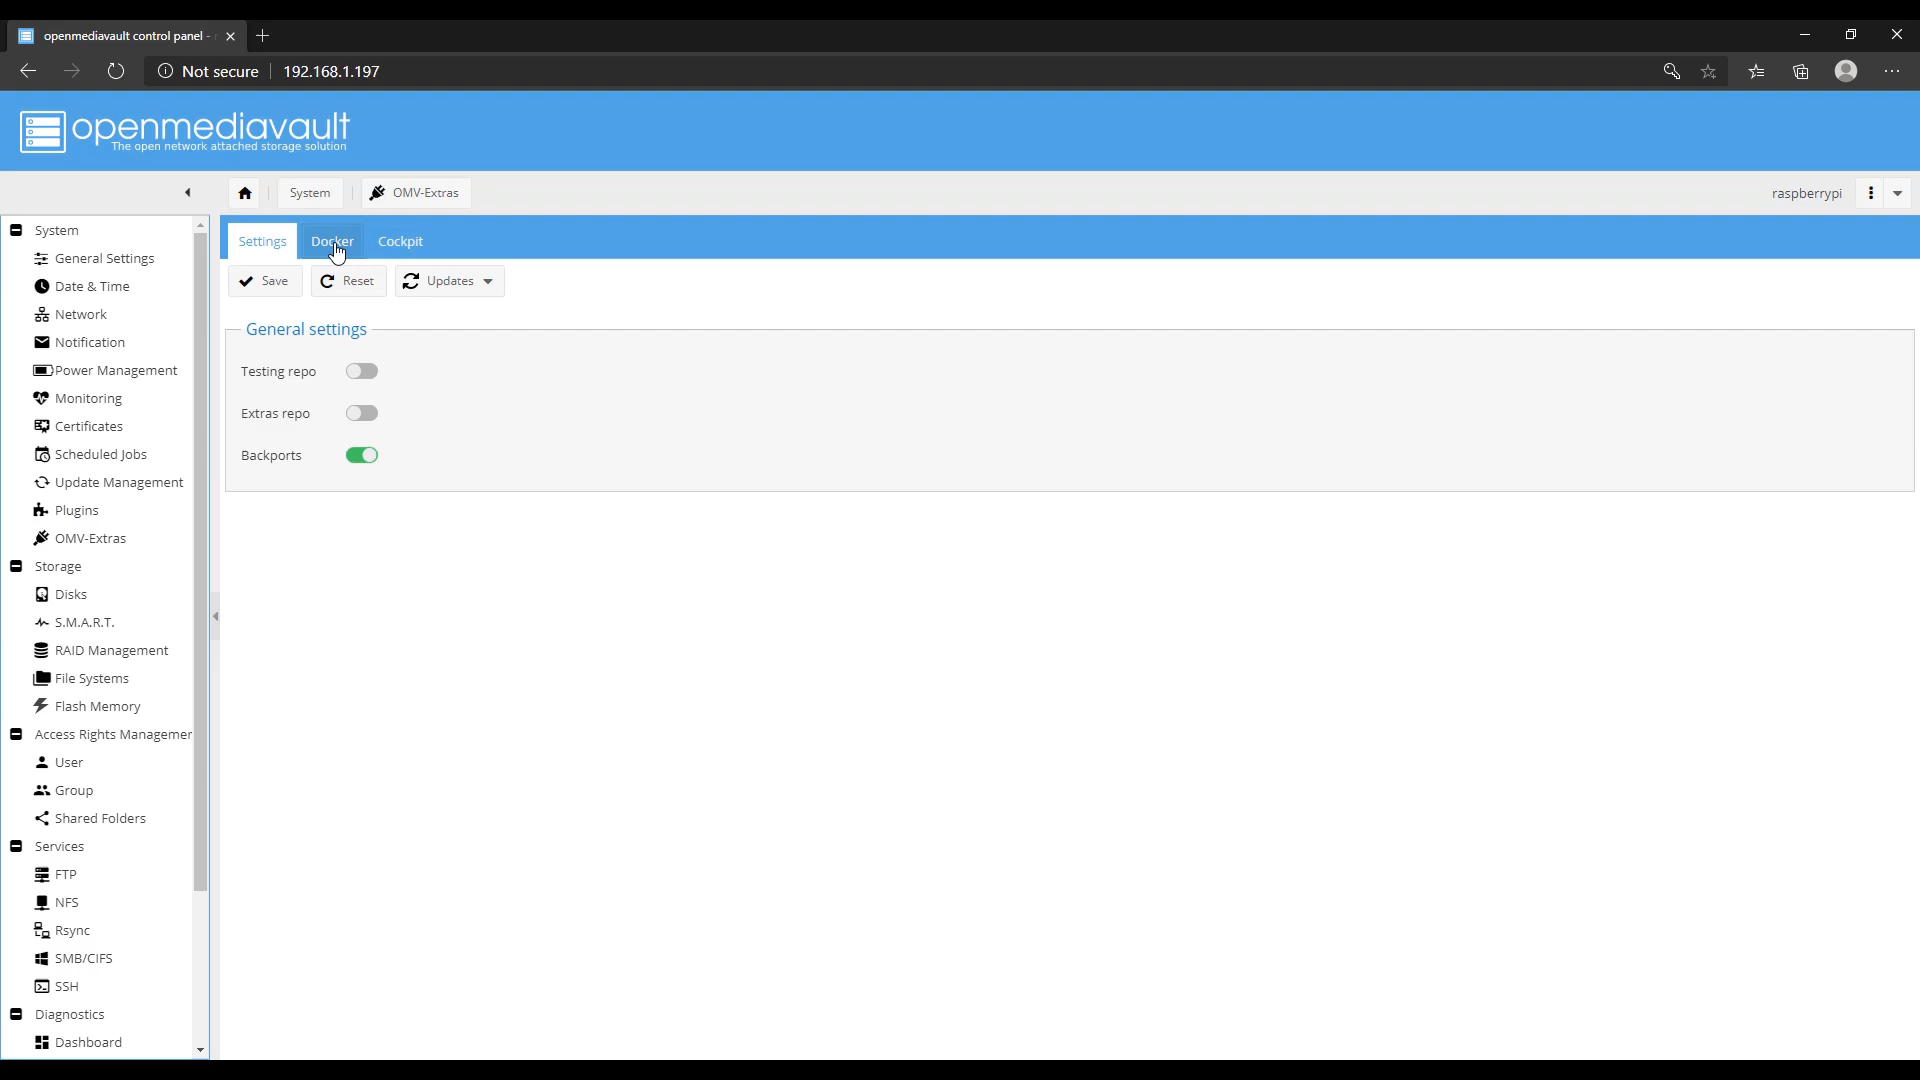 openmediavault control panel -
Not secure 192.168.1.197
openmediavault
The open network attached storage solution
System OMV-Extras raspberrypi
Settings Docker Cockpit
Save Reset Updates
General settings
Testing repo
Extras repo
Backports
System
General Settings
Date & Time
Network
Notification
Power Management
Monitoring
Certificates
Scheduled Jobs
Update Management
Plugins
OMV-Extras
Storage
Disks
S.M.A.R.T.
RAID Management
File Systems
Flash Memory
Access Rights Managemer
User
Group
Shared Folders
Services
FTP
NFS
Rsync
SMB/CIFS
SSH
Diagnostics
Dashboard